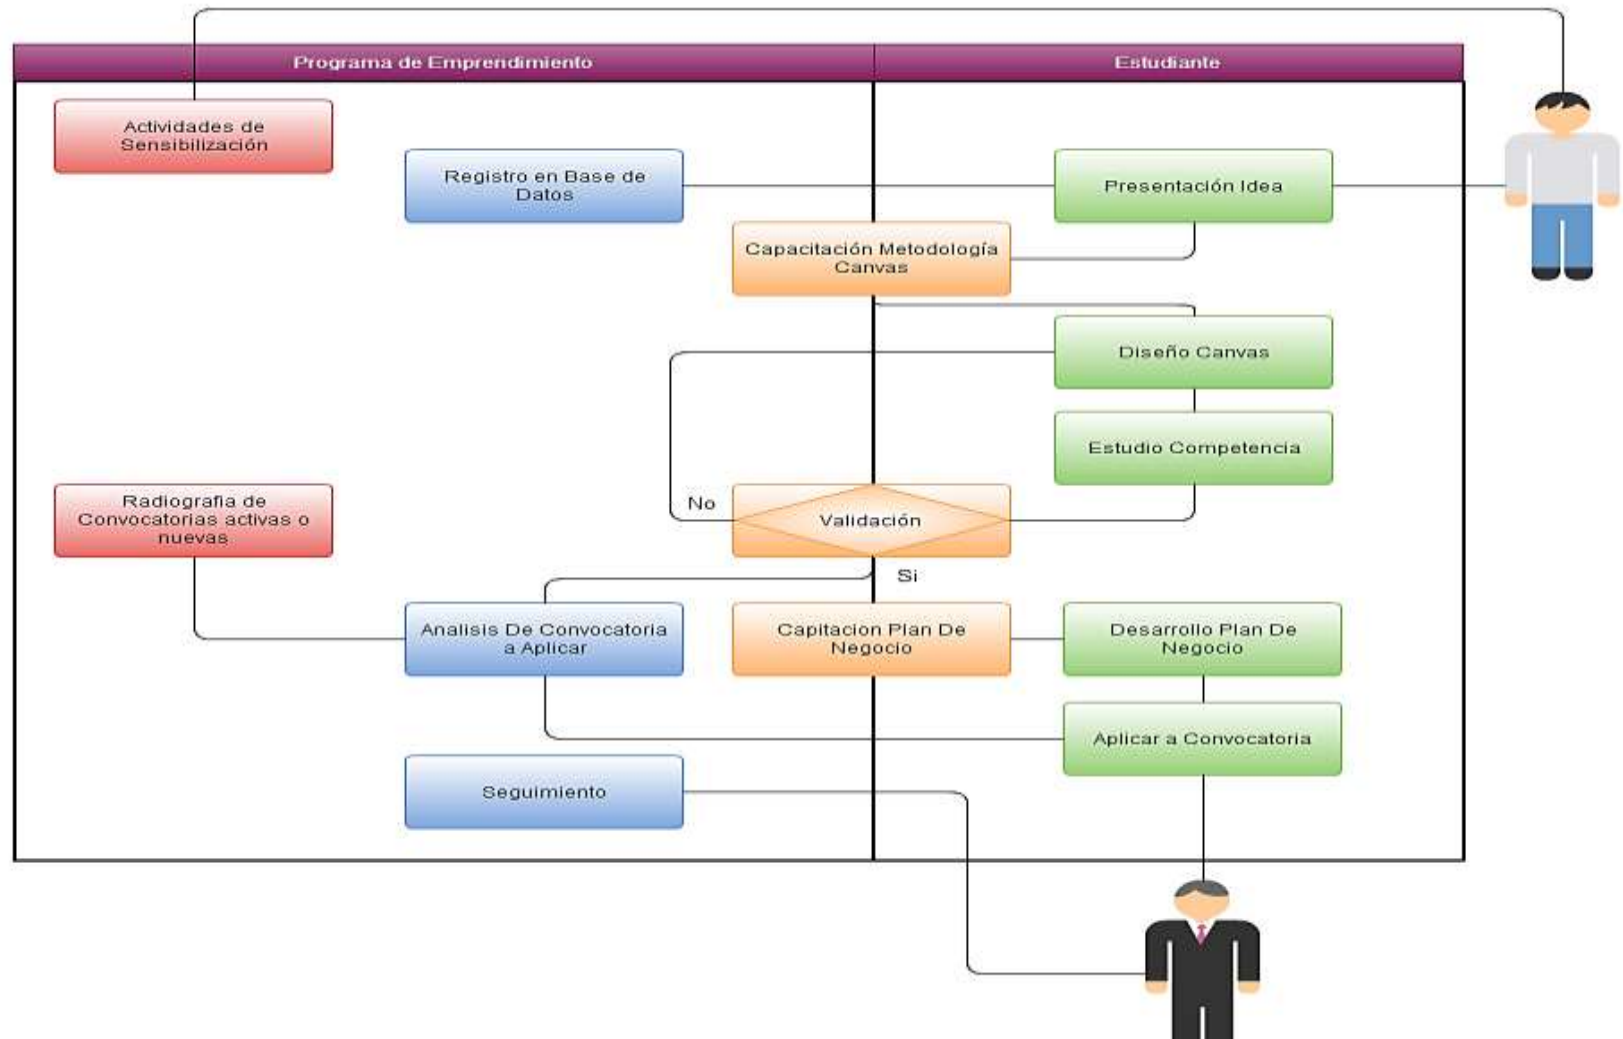 Programa de Emprendimiento
Estudiante
Actividades de
Sensibilización
Registro en Base de
Datos
Presentación Idea
Capacitación Metodología
Canvas
Diseño Canvas
Estudio Competencia
Radiografia de
Convocatorias activas o
nuevas
No
Validación
Si
Analisis De Convocatoria
a Aplicar
Capitacion Plan De
Negocio
Desarrollo Plan De
Negocio
Aplicar a Convocatoria
Seguimiento